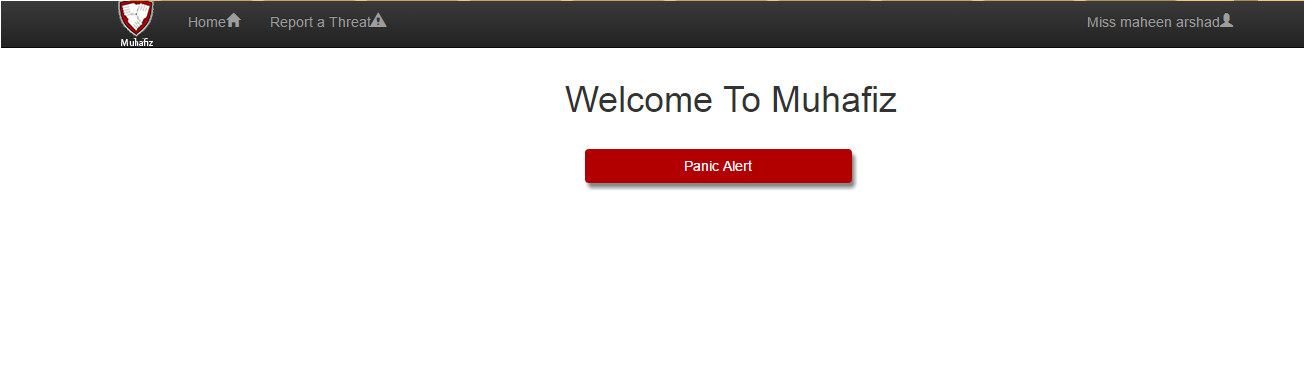 Home
Report a Threat
Miss maheen arshad
Muhafiz
Welcome To Muhafiz
Panic Alert